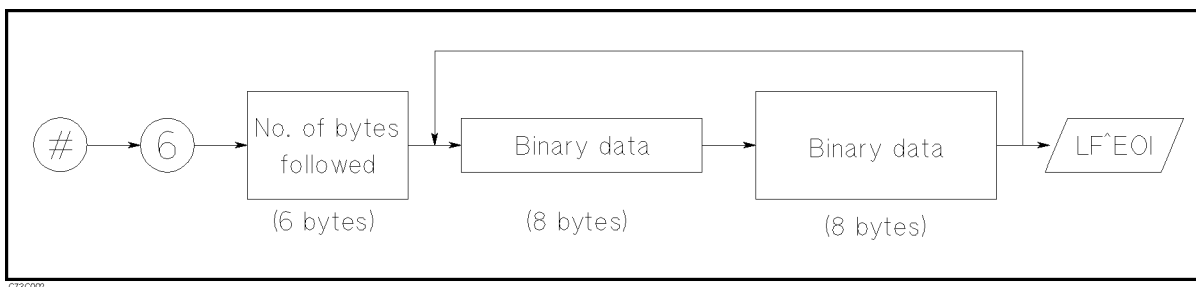 #
6
No. of bytes
followed
(6 bytes)
Binary data
(8 bytes)
Binary data
(8 bytes)
LF^EOI